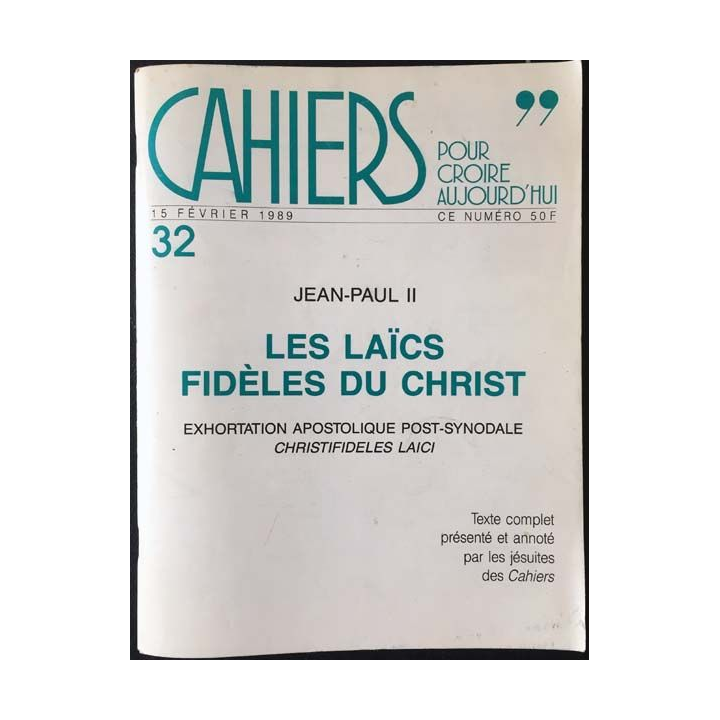 CAHIERS
”
POUR
CROIRE
AUJOURD'HUI
15 FÉVRIER 1989
CE NUMÉRO 50F
32
JEAN-PAUL II
LES LAÏCS
FIDÈLES DU CHRIST
EXHORTATION APOSTOLIQUE POST-SYNODALE
CHRISTIFIDELES LAICI
Texte complet
présenté et annoté
par les jésuites
des Cahiers